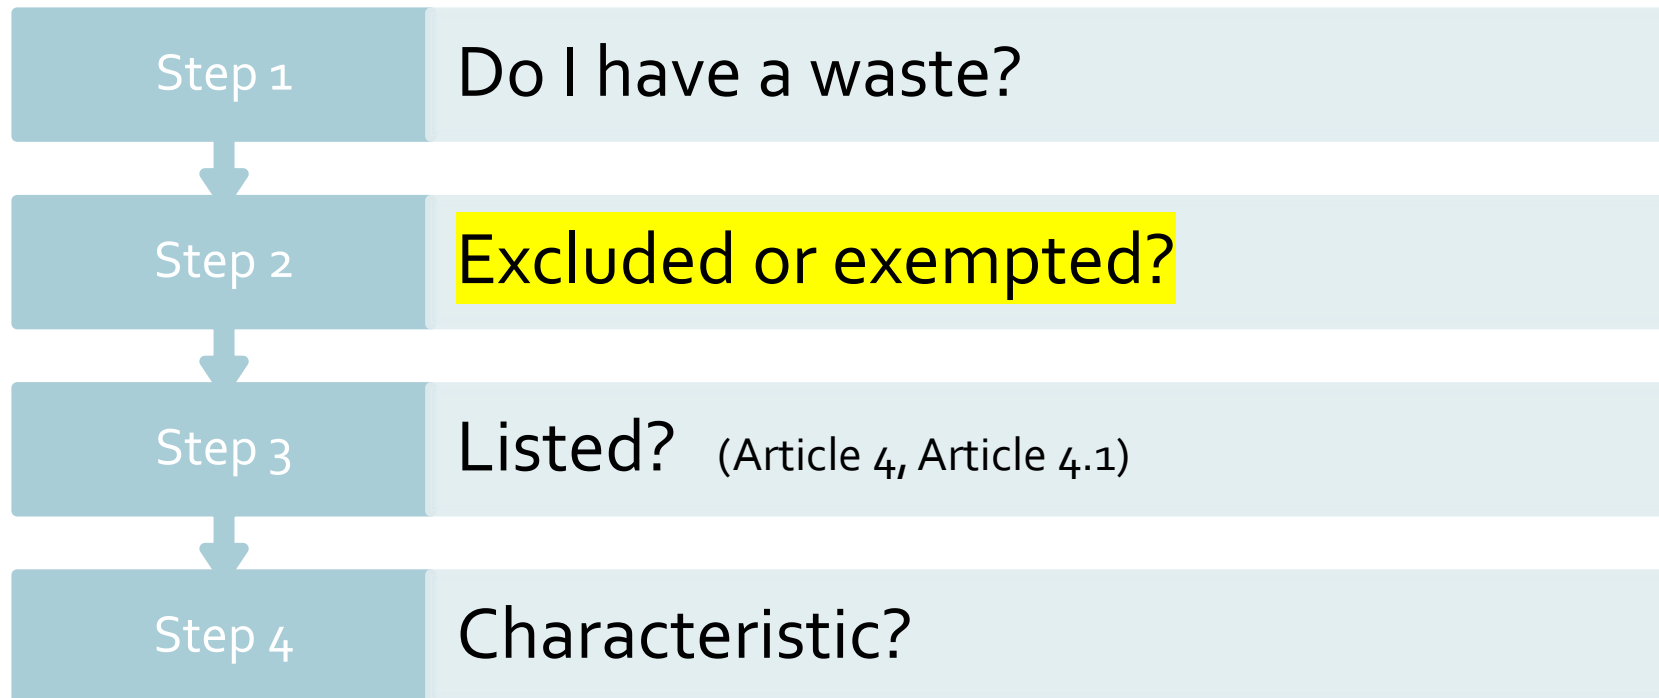 Step 1 Do I have a waste?
Step 2 Excluded or exempted?
Step 3 Listed? (Article 4, Article 4.1)
Step 4 Characteristic?